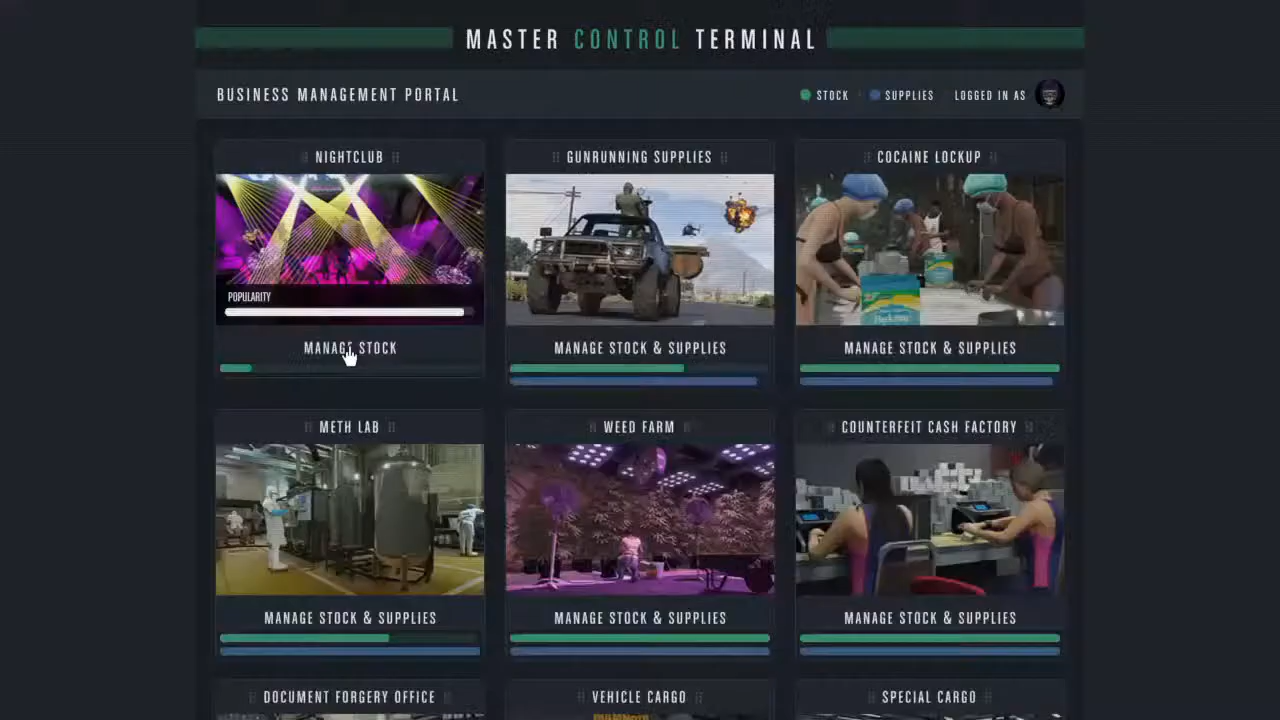 MASTER CONTROL TERMINAL
BUSINESS MANAGEMENT PORTAL
STOCK
SUPPLIES
LOGGED IN AS
NIGHTCLUB
GUNRUNNING SUPPLIES
COCAINE LOCKUP
POPULARITY
MANAGE STOCK
MANAGE STOCK & SUPPLIES
MANAGE STOCK & SUPPLIES
METH LAB
WEED FARM
COUNTERFEIT CASH FACTORY
MANAGE STOCK & SUPPLIES
MANAGE STOCK & SUPPLIES
MANAGE STOCK & SUPPLIES
DOCUMENT FORGERY OFFICE
VEHICLE CARGO
SPECIAL CARGO